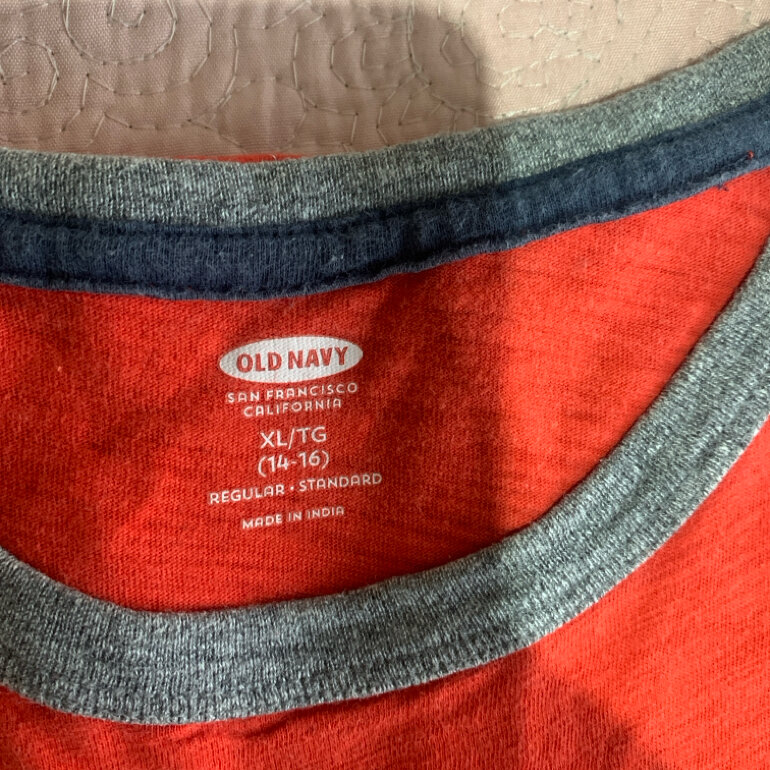 OLD NAVY
SAN FRANCISCO
CALIFORNIA
XL/TG
(14-16)
REGULAR • STANDARD
MADE IN INDIA